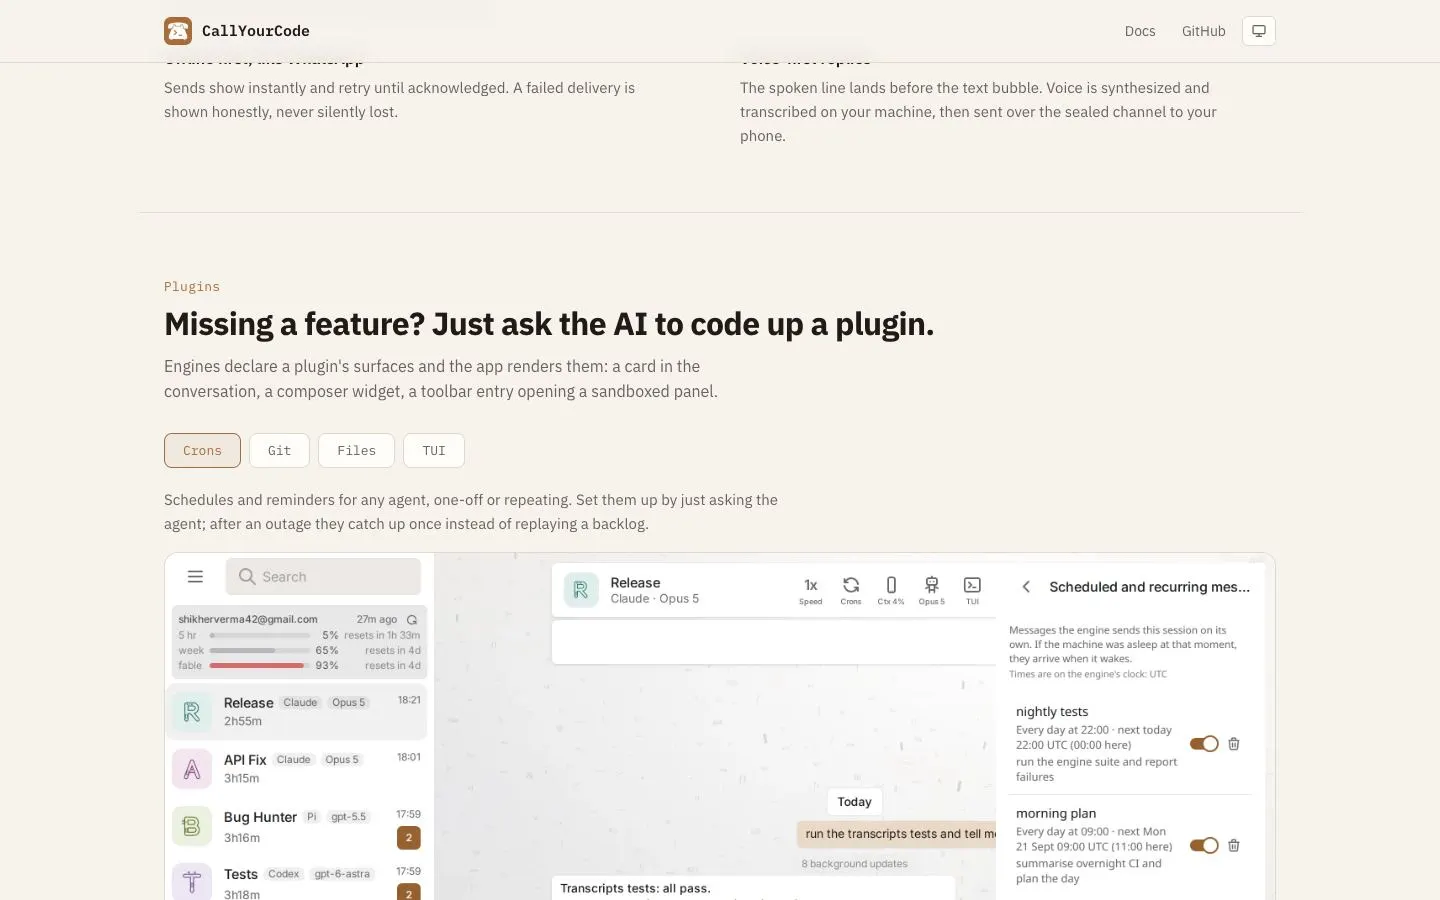 CallYourCode
Docs
GitHub
Offline first, like WhatsApp
Voice-first replies
Sends show instantly and retry until acknowledged. A failed delivery is
shown honestly, never silently lost.
The spoken line lands before the text bubble. Voice is synthesized and
transcribed on your machine, then sent over the sealed channel to your
phone.
Plugins
Missing a feature? Just ask the AI to code up a plugin.
Engines declare a plugin's surfaces and the app renders them: a card in the
conversation, a composer widget, a toolbar entry opening a sandboxed panel.
Crons
Git
Files
TUI
Schedules and reminders for any agent, one-off or repeating. Set them up by just asking the
agent; after an outage they catch up once instead of replaying a backlog.
Search
shikherverma42@gmail.com 27m ago
5 hr 5% resets in 1h 33m
week 65% resets in 4d
fable 93% resets in 4d
R
Release Claude Opus 5 18:21
2h55m
A
API Fix Claude Opus 5 18:01
3h15m
B
Bug Hunter Pi gpt-5.5 17:59
3h16m 2
T
Tests Codex gpt-6-astra 17:59
3h18m 2
R
Release
Claude · Opus 5
1x
Speed
Crons
Ctx 4%
Opus 5
TUI
Today
run the transcripts tests and tell me
8 background updates
Transcripts tests: all pass.
Scheduled and recurring mes...
Messages the engine sends this session on its
own. If the machine was asleep at that moment,
they arrive when it wakes.
Times are on the engine's clock: UTC
nightly tests
Every day at 22:00 · next today
22:00 UTC (00:00 here)
run the engine suite and report
failures
morning plan
Every day at 09:00 · next Mon
21 Sept 09:00 UTC (11:00 here)
summarise overnight CI and
plan the day